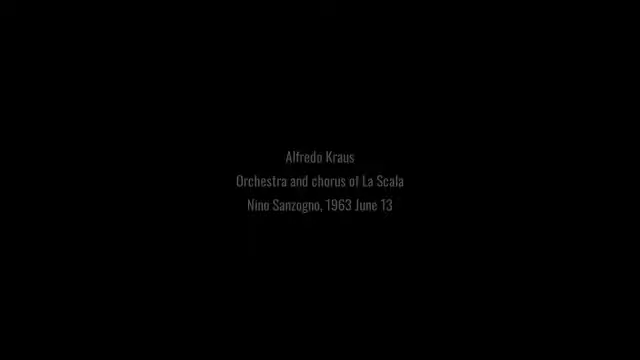 Alfredo Kraus
Orchestra and chorus of La Scala
Nino Sanzogno, 1963 June 13